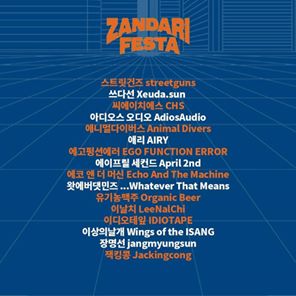 ZANDARI
FESTA
스트릿건즈 streetguns
쓰다선 Xeuda.sun
씨에이치에스 CHS
아디오스 오디오 AdiosAudio
애니멀다이버스 Animal Divers
애리 AIRY
에고펑션에러 EGO FUNCTION ERROR
에이프릴 세컨드 April 2nd
에코 앤 더 머신 Echo And The Machine
왓에버댓민즈 ...Whatever That Means
유기농맥주 Organic Beer
이날치 LeeNalChi
이디오테잎 IDIOTAPE
이상의날개 Wings of the ISANG
장명선 jangmyungsun
잭킹콩 Jackingcong